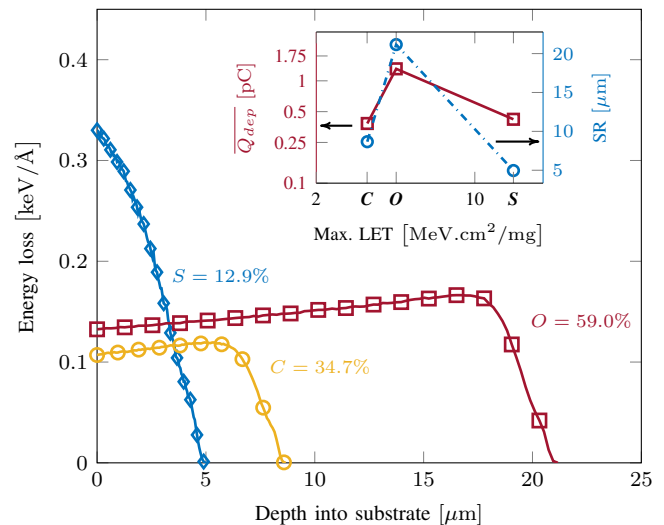 0.4
0.3
0.2
0.1
0
Energy loss [keV/Å]
0 5 10 15 20 25
Depth into substrate [μm]
S = 12.9%
C = 34.7%
O = 59.0%
1.75
1
0.5
0.25
0.1
Q_dep [pC]
20
15
10
5
SR [μm]
2 C O 10 S
Max. LET [MeV.cm²/mg]